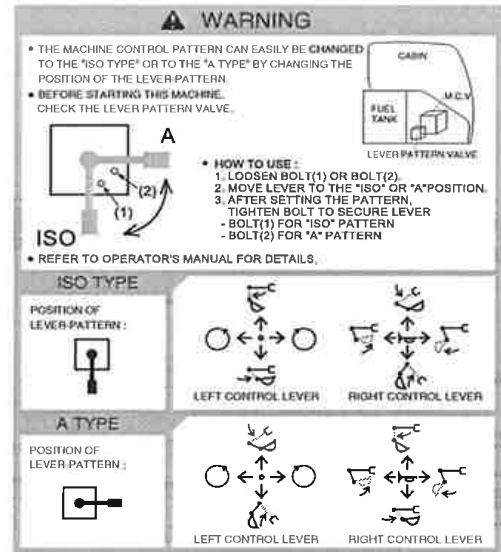 WARNING
• THE MACHINE CONTROL PATTERN CAN EASILY BE CHANGED
TO THE "ISO TYPE" OR TO THE "A TYPE" BY CHANGING THE
POSITION OF THE LEVER-PATTERN
• BEFORE STARTING THIS MACHINE,
CHECK THE LEVER PATTERN VALVE.
CABIN
M.C.V
FUEL
TANK
LEVER PATTERN VALVE
A
(2)
(1)
ISO
• HOW TO USE :
1. LOOSEN BOLT(1) OR BOLT(2).
2. MOVE LEVER TO THE "ISO" OR "A"POSITION.
3. AFTER SETTING THE PATTERN,
TIGHTEN BOLT TO SECURE LEVER
- BOLT(1) FOR "ISO" PATTERN
- BOLT(2) FOR "A" PATTERN
• REFER TO OPERATOR'S MANUAL FOR DETAILS.
ISO TYPE
POSITION OF
LEVER-PATTERN :
LEFT CONTROL LEVER
RIGHT CONTROL LEVER
A TYPE
POSITION OF
LEVER-PATTERN :
LEFT CONTROL LEVER
RIGHT CONTROL LEVER